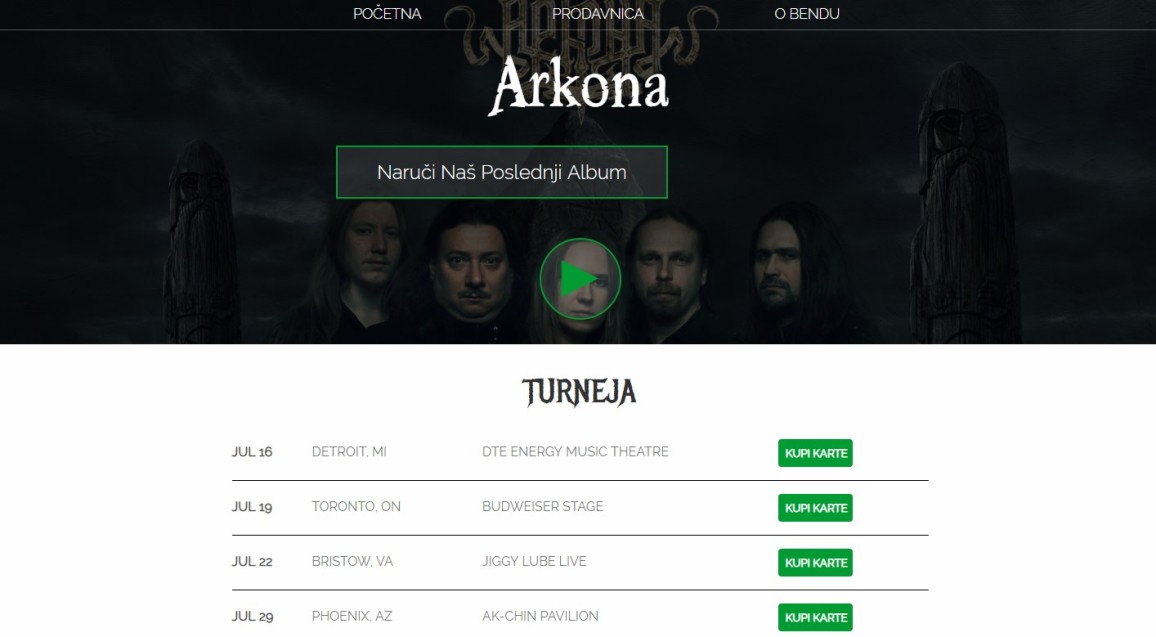 POČETNA PRODAVNICA O BENDU
Arkona
Naruči Naš Poslednji Album
TURNEJA
JUL 16 DETROIT, MI DTE ENERGY MUSIC THEATRE KUPI KARTE
JUL 19 TORONTO, ON BUDWEISER STAGE KUPI KARTE
JUL 22 BRISTOW, VA JIGGY LUBE LIVE KUPI KARTE
JUL 29 PHOENIX, AZ AK-CHIN PAVILION KUPI KARTE